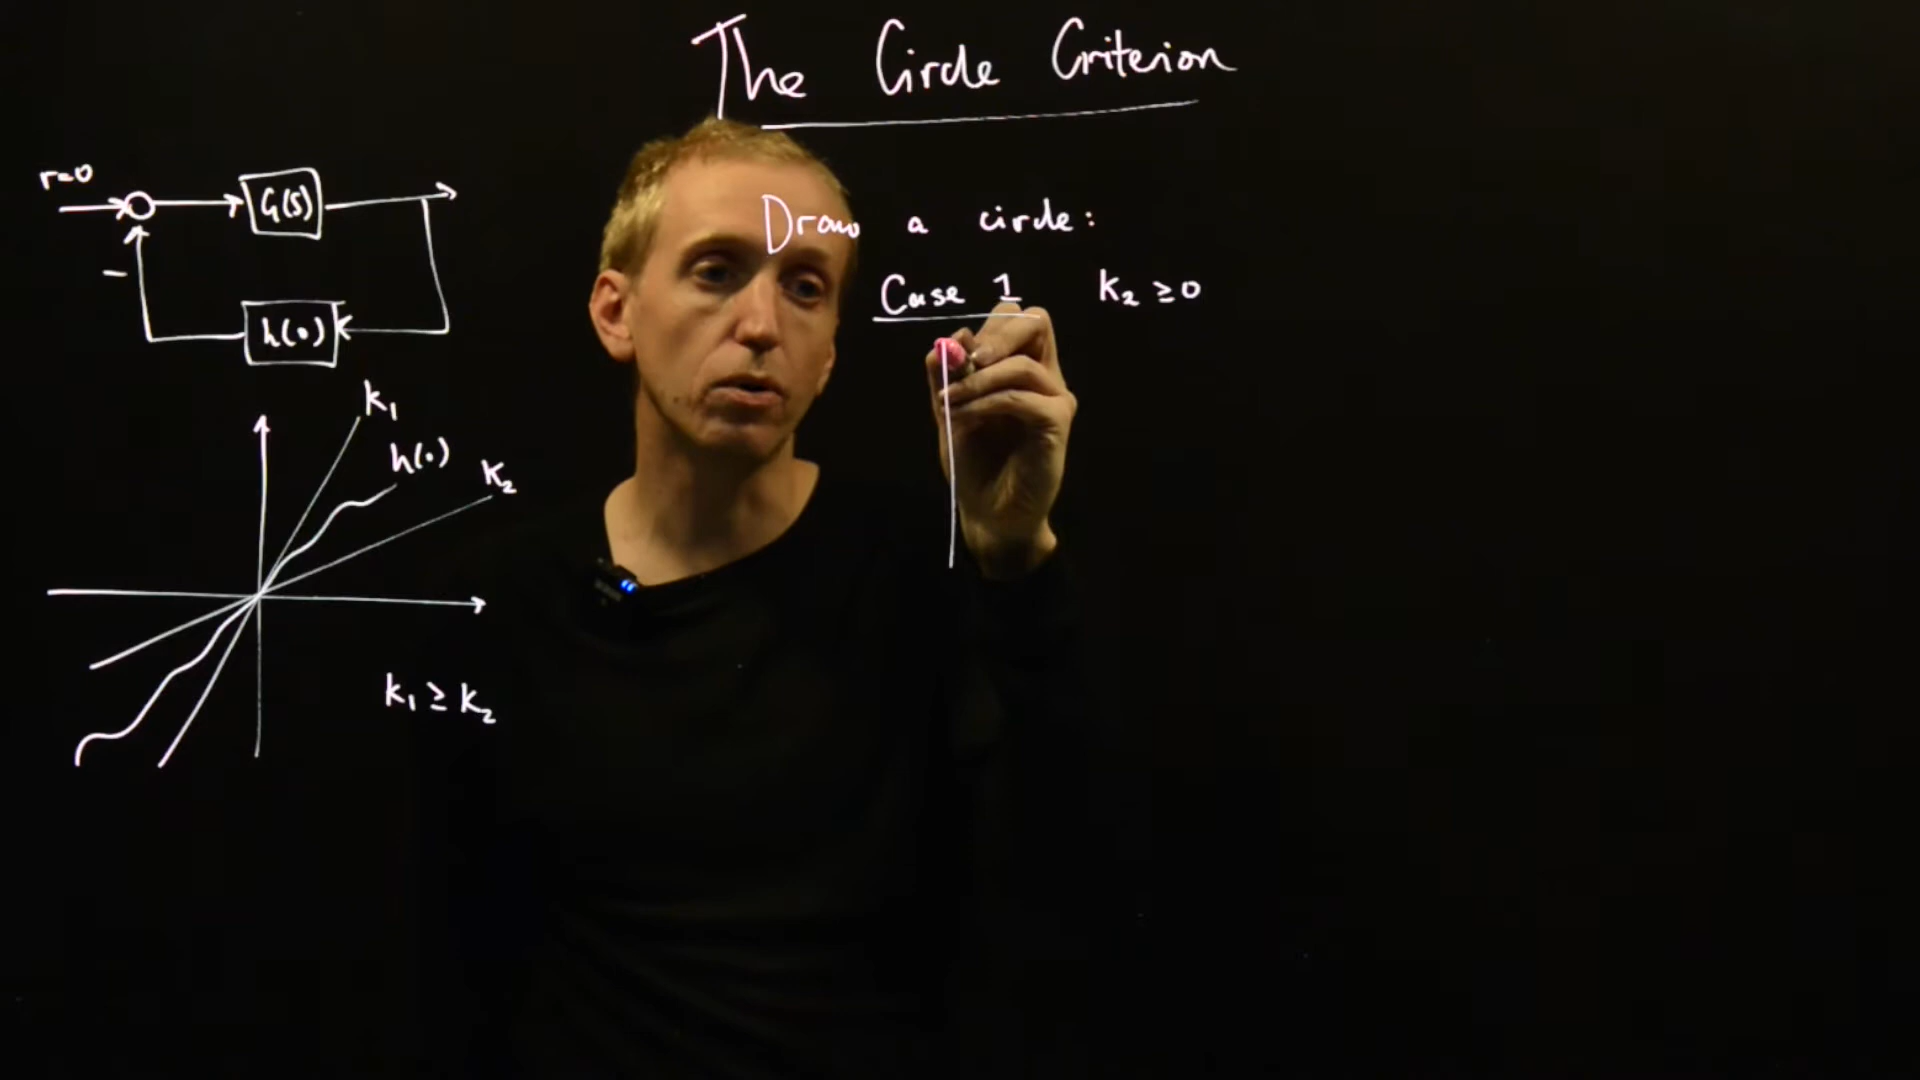 The Circle Criterion
r=0
G(s)
−
h(·)
k₁
h(·)
k₂
k₁ ≥ k₂
Draw a circle:
Case 1 k₂ ≥ 0